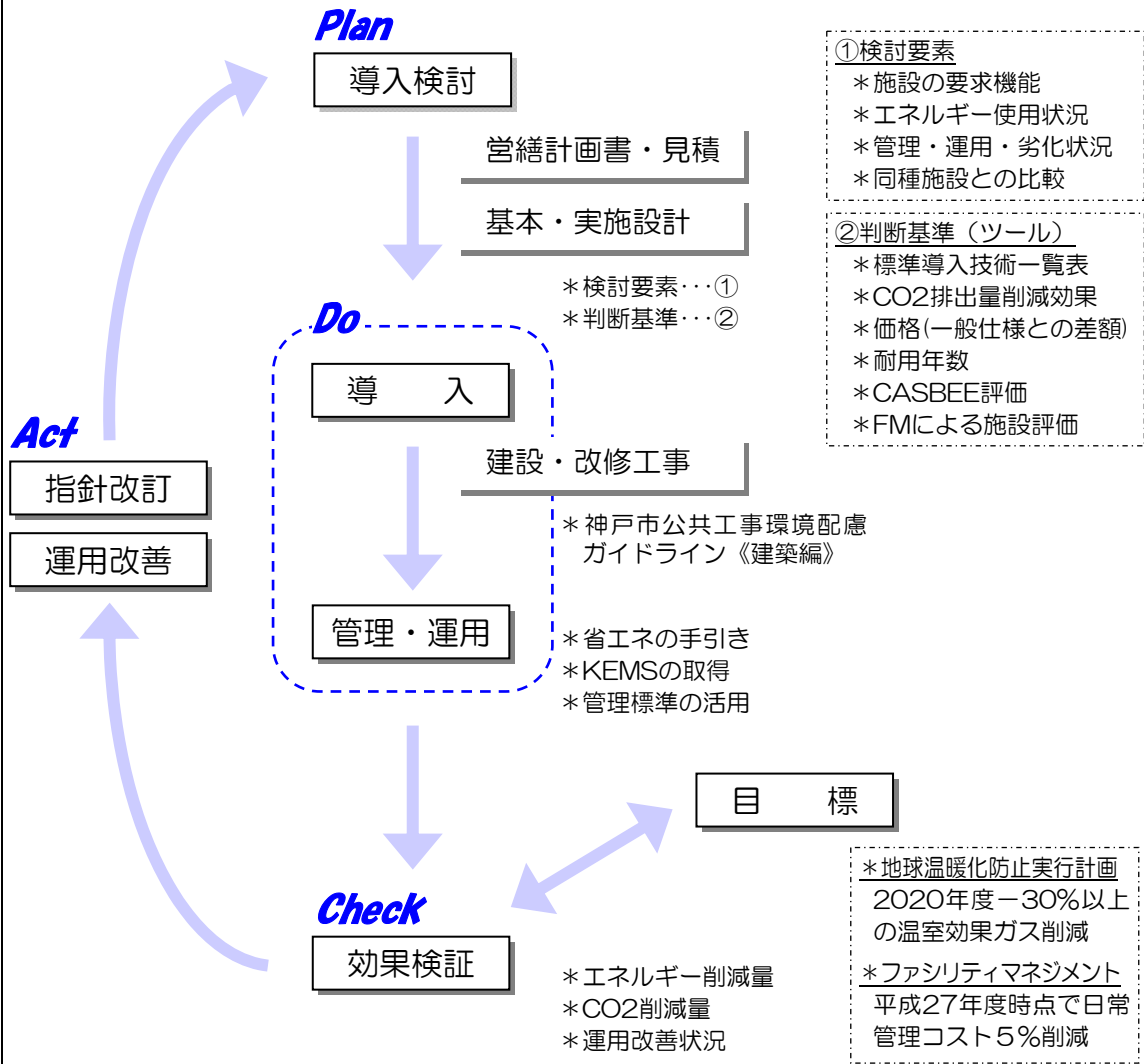 Plan
導入検討
営繕計画書・見積
基本・実施設計
＊検討要素･･･①
＊判断基準･･･②
①検討要素
＊施設の要求機能
＊エネルギー使用状況
＊管理・運用・劣化状況
＊同種施設との比較
②判断基準（ツール）
＊標準導入技術一覧表
＊CO2排出量削減効果
＊価格(一般仕様との差額)
＊耐用年数
＊CASBEE評価
＊FMによる施設評価
Do
導　入
建設・改修工事
＊神戸市公共工事環境配慮
ガイドライン《建築編》
管理・運用
＊省エネの手引き
＊KEMSの取得
＊管理標準の活用
Act
指針改訂
運用改善
目　標
＊地球温暖化防止実行計画
2020年度－30％以上
の温室効果ガス削減
＊ファシリティマネジメント
平成27年度時点で日常
管理コスト５％削減
Check
効果検証
＊エネルギー削減量
＊CO2削減量
＊運用改善状況